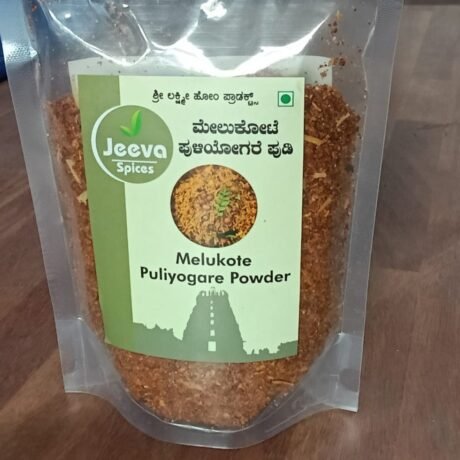 ಶ್ರೀ ಲಕ್ಷ್ಮೀ ಹೋಂ ಪ್ರಾಡಕ್ಟ್ಸ್
Jeeva
Spices
ಮೇಲುಕೋಟೆ
ಪುಳಿಯೋಗರೆ ಪುಡಿ
Melukote
Puliyogare Powder